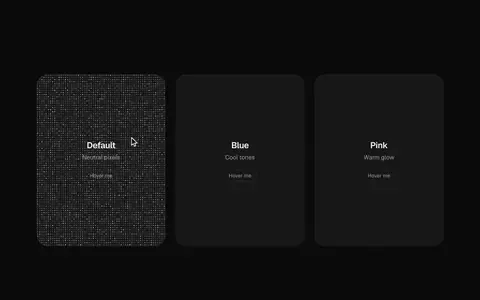 Default
Neutral pixels
Hover me
Blue
Cool tones
Hover me
Pink
Warm glow
Hover me